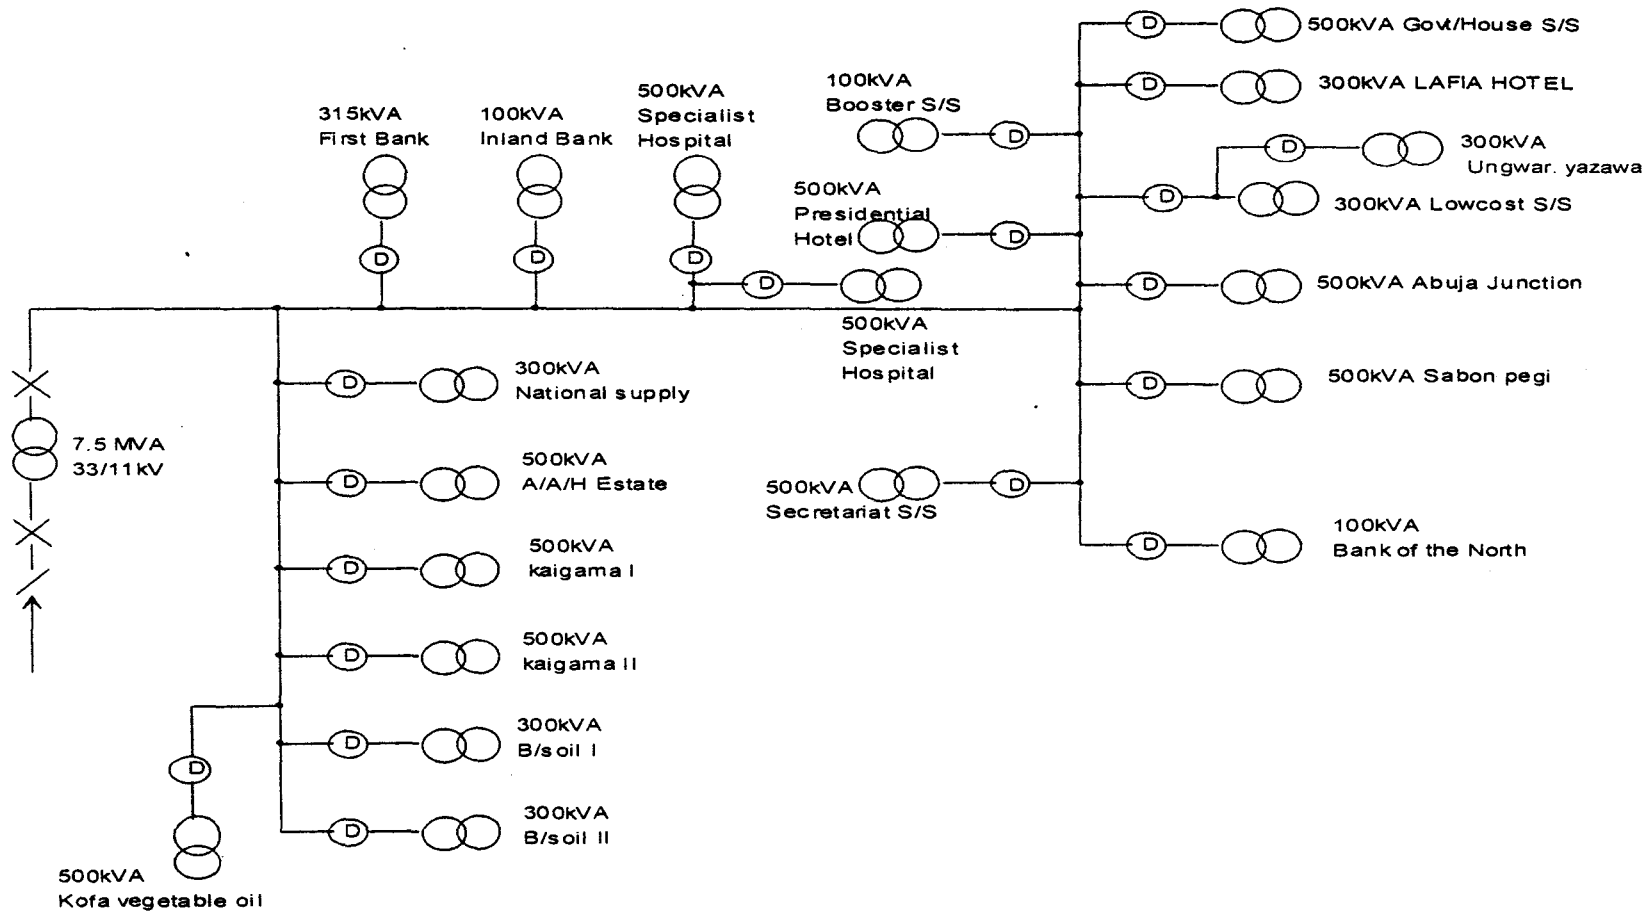 500kVA Govt/House S/S
300kVA LAFIA HOTEL
100kVA
Booster S/S
D
D
D
500kVA
Specialist
Hospital
315kVA
First Bank
100kVA
Inland Bank
300kVA
Ungwar. yazawa
D
300kVA Lowcost S/S
D
500kVA
Presidential
Hotel
D
D
D
D
D
500kVA Abuja Junction
D
500kVA
Specialist
Hospital
300kVA
National supply
D
500kVA Sabon pegi
D
7.5 MVA
33/11kV
500kVA
A/A/H Estate
D
500kVA
Secretariat S/S
D
100kVA
Bank of the North
D
500kVA
kaigama I
D
500kVA
kaigama II
D
300kVA
B/soil I
D
D
300kVA
B/soil II
D
500kVA
Kofa vegetable oil